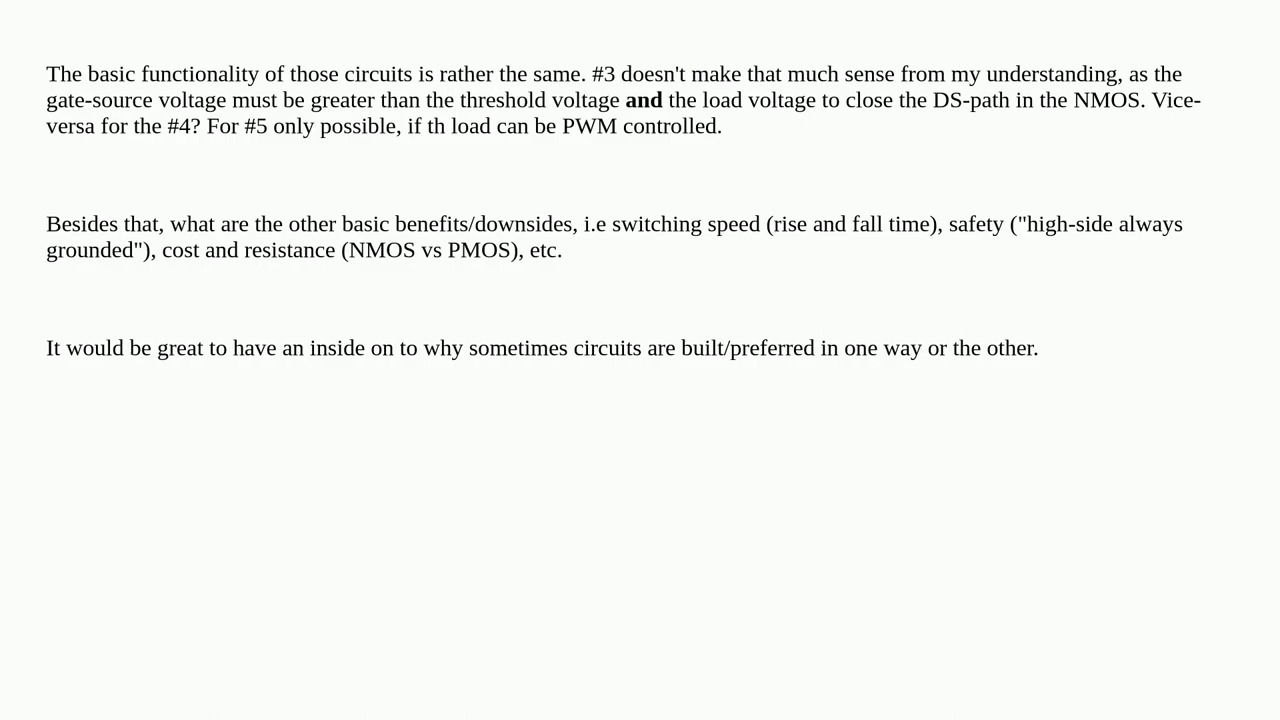 The basic functionality of those circuits is rather the same. #3 doesn't make that much sense from my understanding, as the
gate-source voltage must be greater than the threshold voltage and the load voltage to close the DS-path in the NMOS. Vice-
versa for the #4? For #5 only possible, if th load can be PWM controlled.
Besides that, what are the other basic benefits/downsides, i.e switching speed (rise and fall time), safety ("high-side always
grounded"), cost and resistance (NMOS vs PMOS), etc.
It would be great to have an inside on to why sometimes circuits are built/preferred in one way or the other.